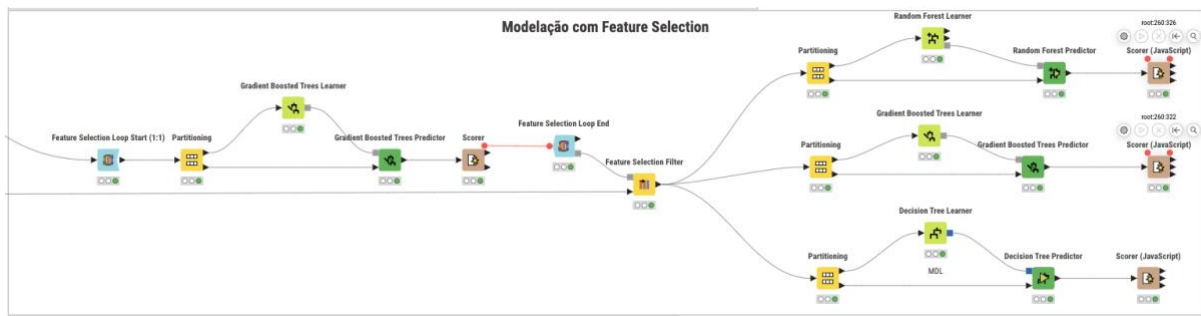 Modelação com Feature Selection
Random Forest Learner
root:260:326
Partitioning
Random Forest Predictor
Scorer (JavaScript)
Gradient Boosted Trees Learner
Feature Selection Loop Start (1:1)
Partitioning
Gradient Boosted Trees Predictor
Scorer
Feature Selection Loop End
Feature Selection Filter
Gradient Boosted Trees Learner
root:260:322
Partitioning
Gradient Boosted Trees Predictor
Scorer (JavaScript)
Decision Tree Learner
MDL
Partitioning
Decision Tree Predictor
Scorer (JavaScript)